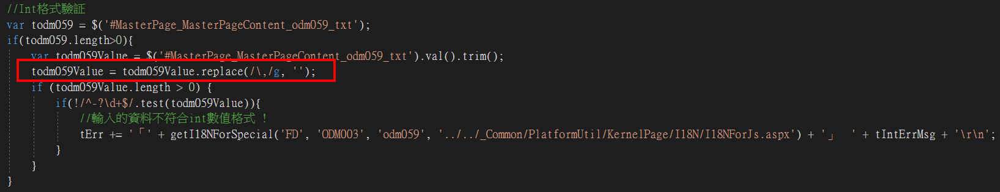 //Int格式驗証
var todm059 = $('#MasterPage_MasterPageContent_odm059_txt');
if(todm059.length>0){
var todm059Value = $('#MasterPage_MasterPageContent_odm059_txt').val().trim();
todm059Value = todm059Value.replace(/\,/g, '');
if (todm059Value.length > 0) {
if(!/^-?\d+$/.test(todm059Value)){
//輸入的資料不符合int數值格式 !
tErr += '「' + getI18NForSpecial('FD', 'ODM003', 'odm059', '../../_Common/PlatformUtil/KernelPage/I18N/I18NForJs.aspx') + '」 ' + tIntErrMsg + '\r\n';
}
}
}